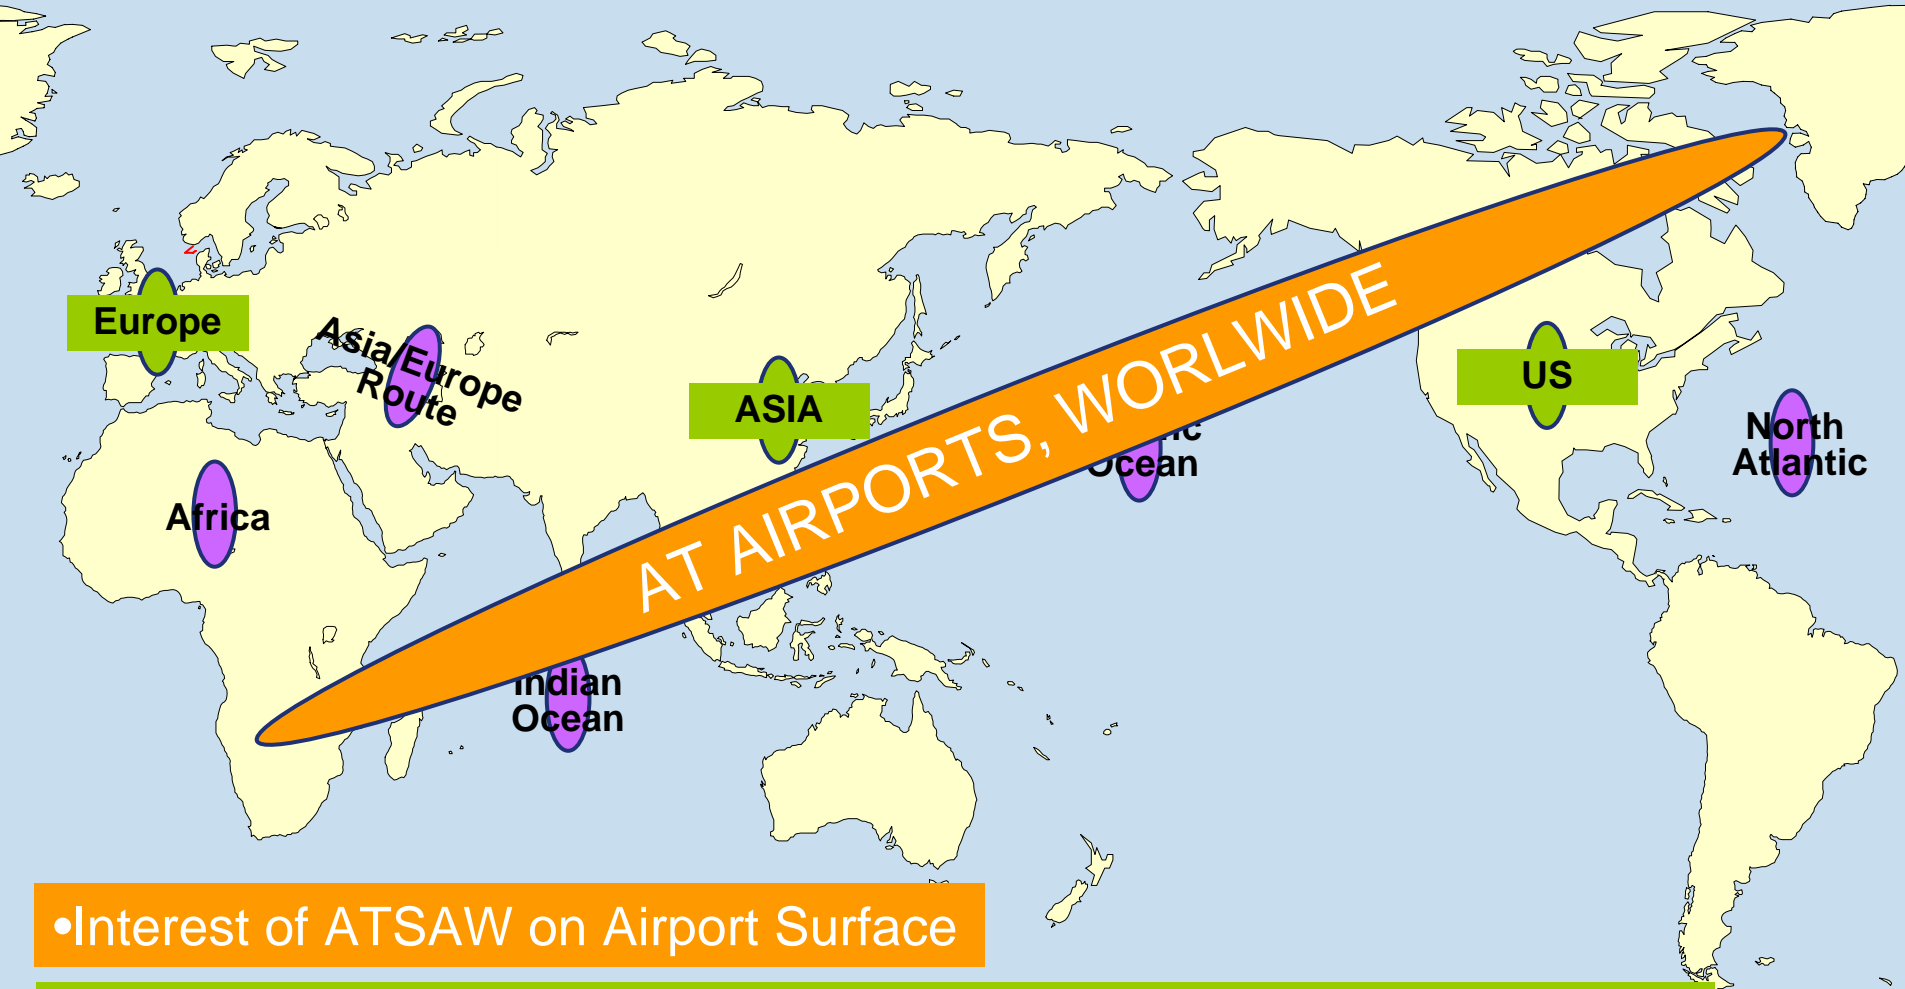 Europe
Asia/Europe
Route
ASIA
US
North
Atlantic
Africa
Ocean
AT AIRPORTS, WORLWIDE
Indian
Ocean
•Interest of ATSAW on Airport Surface